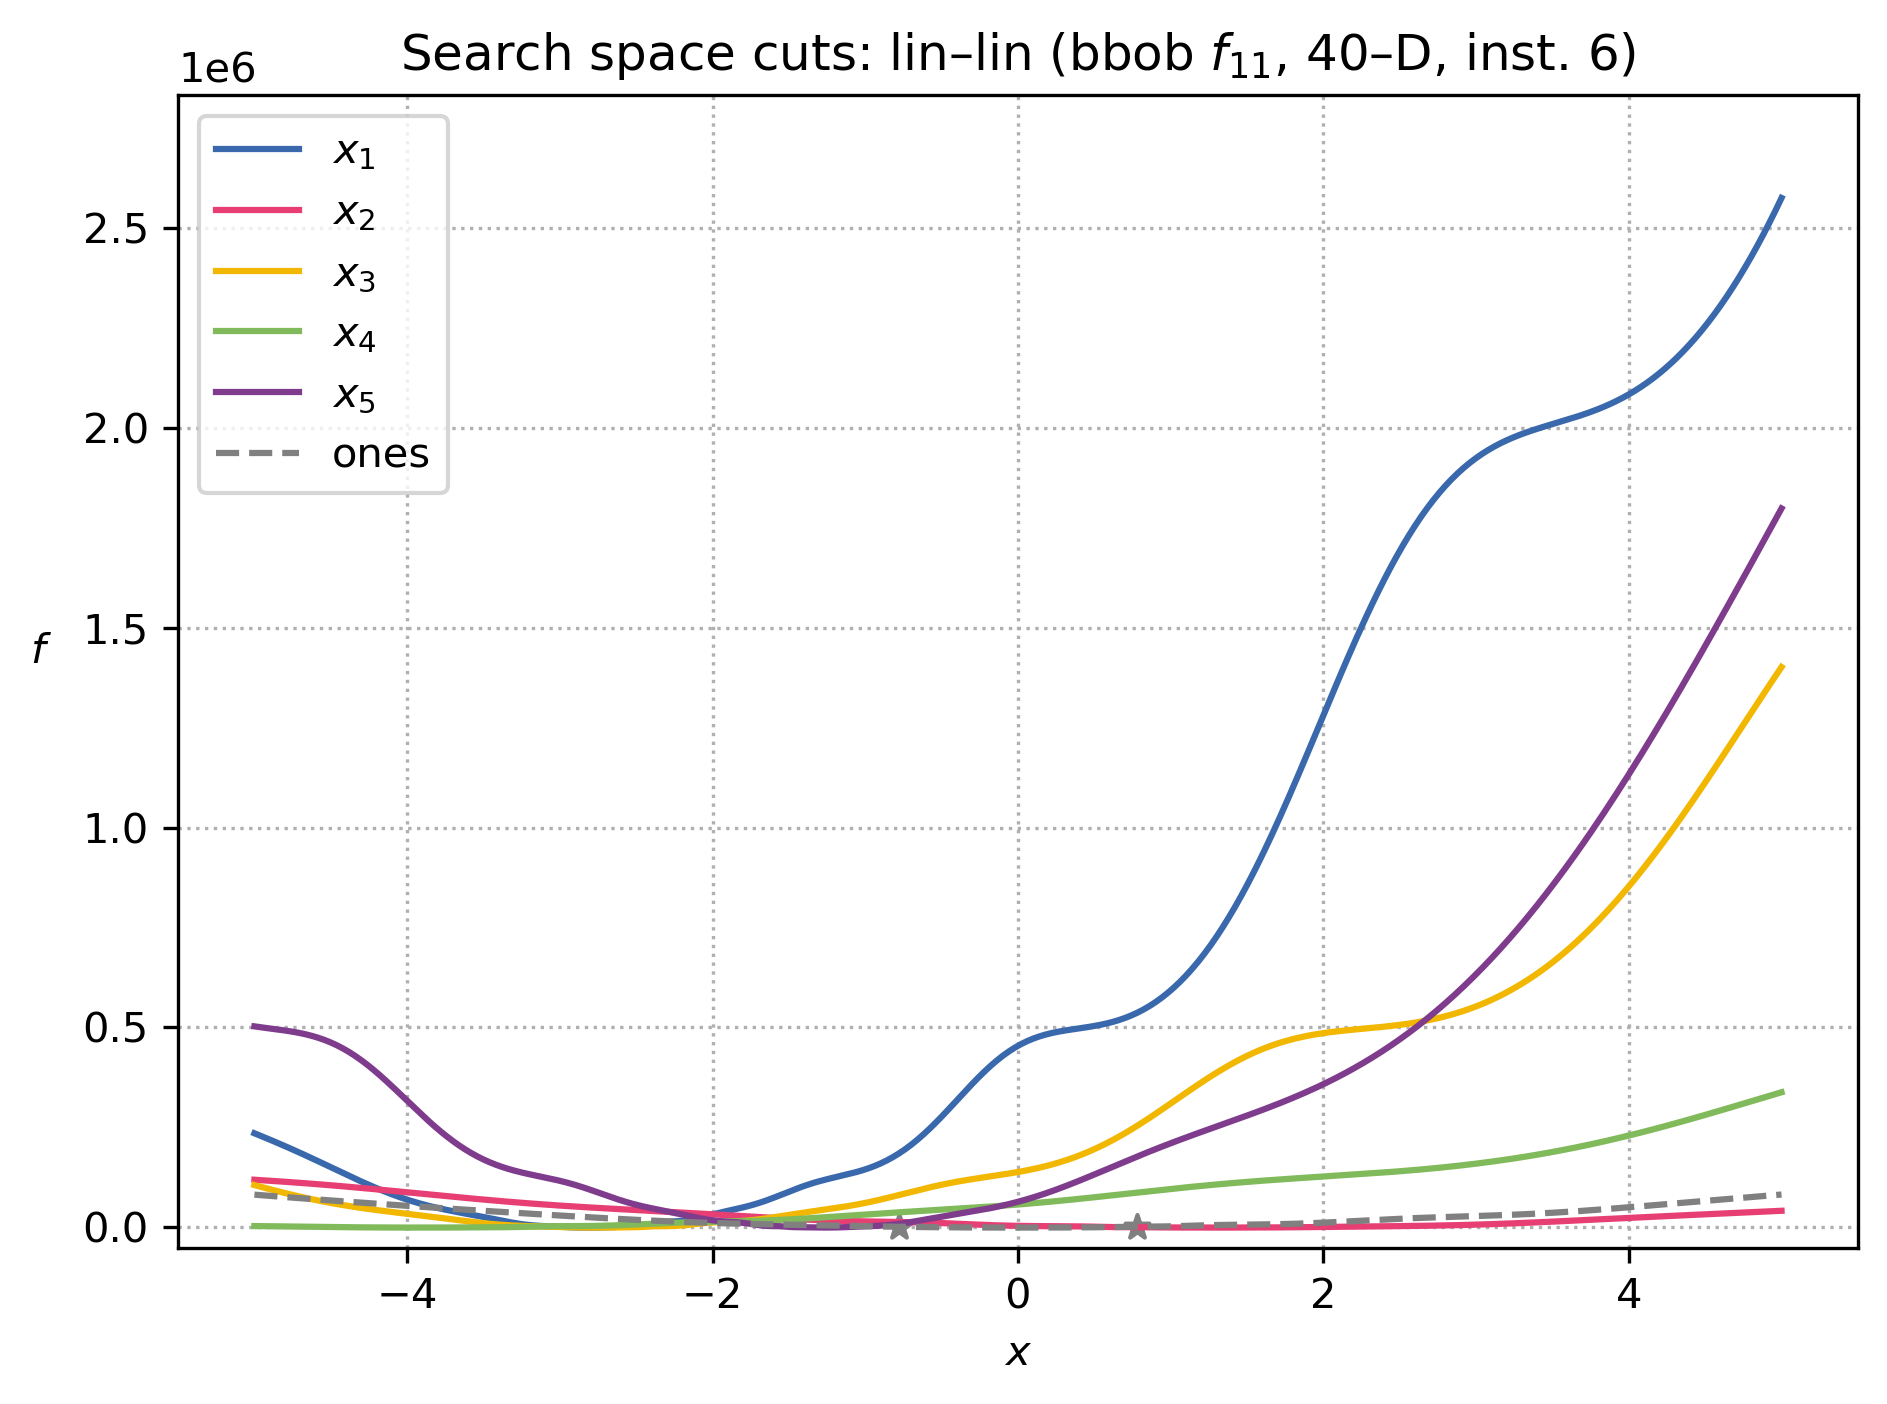 Search space cuts: lin–lin (bbob f₁₁, 40–D, inst. 6)
1e6
x₁
x₂
x₃
x₄
x₅
ones
2.5
2.0
1.5
1.0
0.5
0.0
f
−4
−2
0
2
4
x